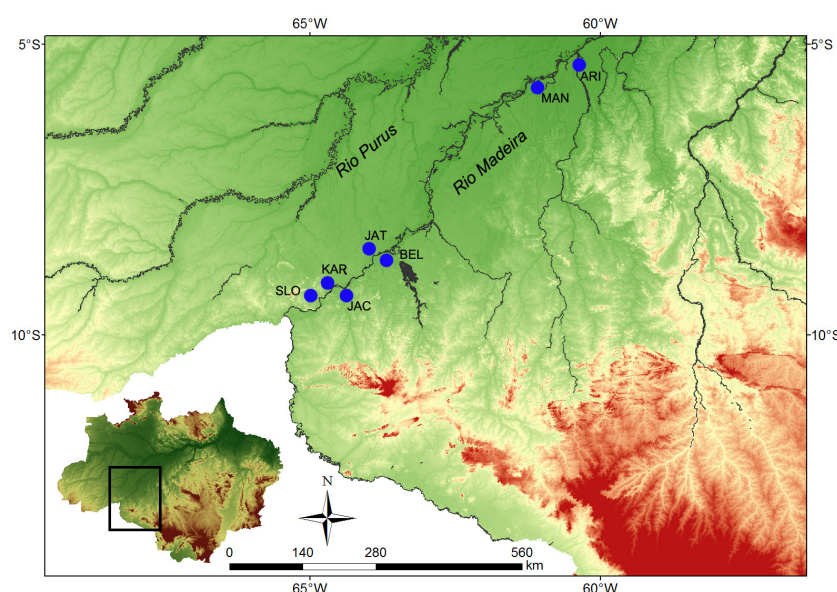 65°W 60°W
5°S 5°S
ARI
MAN
Rio Purus
Rio Madeira
JAT
BEL
KAR
SLO
JAC
10°S 10°S
N
0 140 280 560
km
65°W 60°W